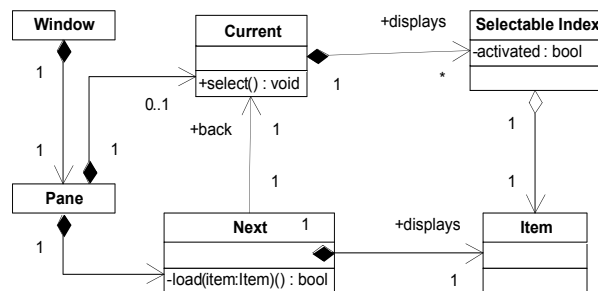 Window
Current
+displays
Selectable Index
-activated : bool
+select() : void
1
1
*
0..1
1
1
+back
1
1
1
1
Pane
1
1
Next
1
+displays
Item
-load(item:Item)() : bool
1